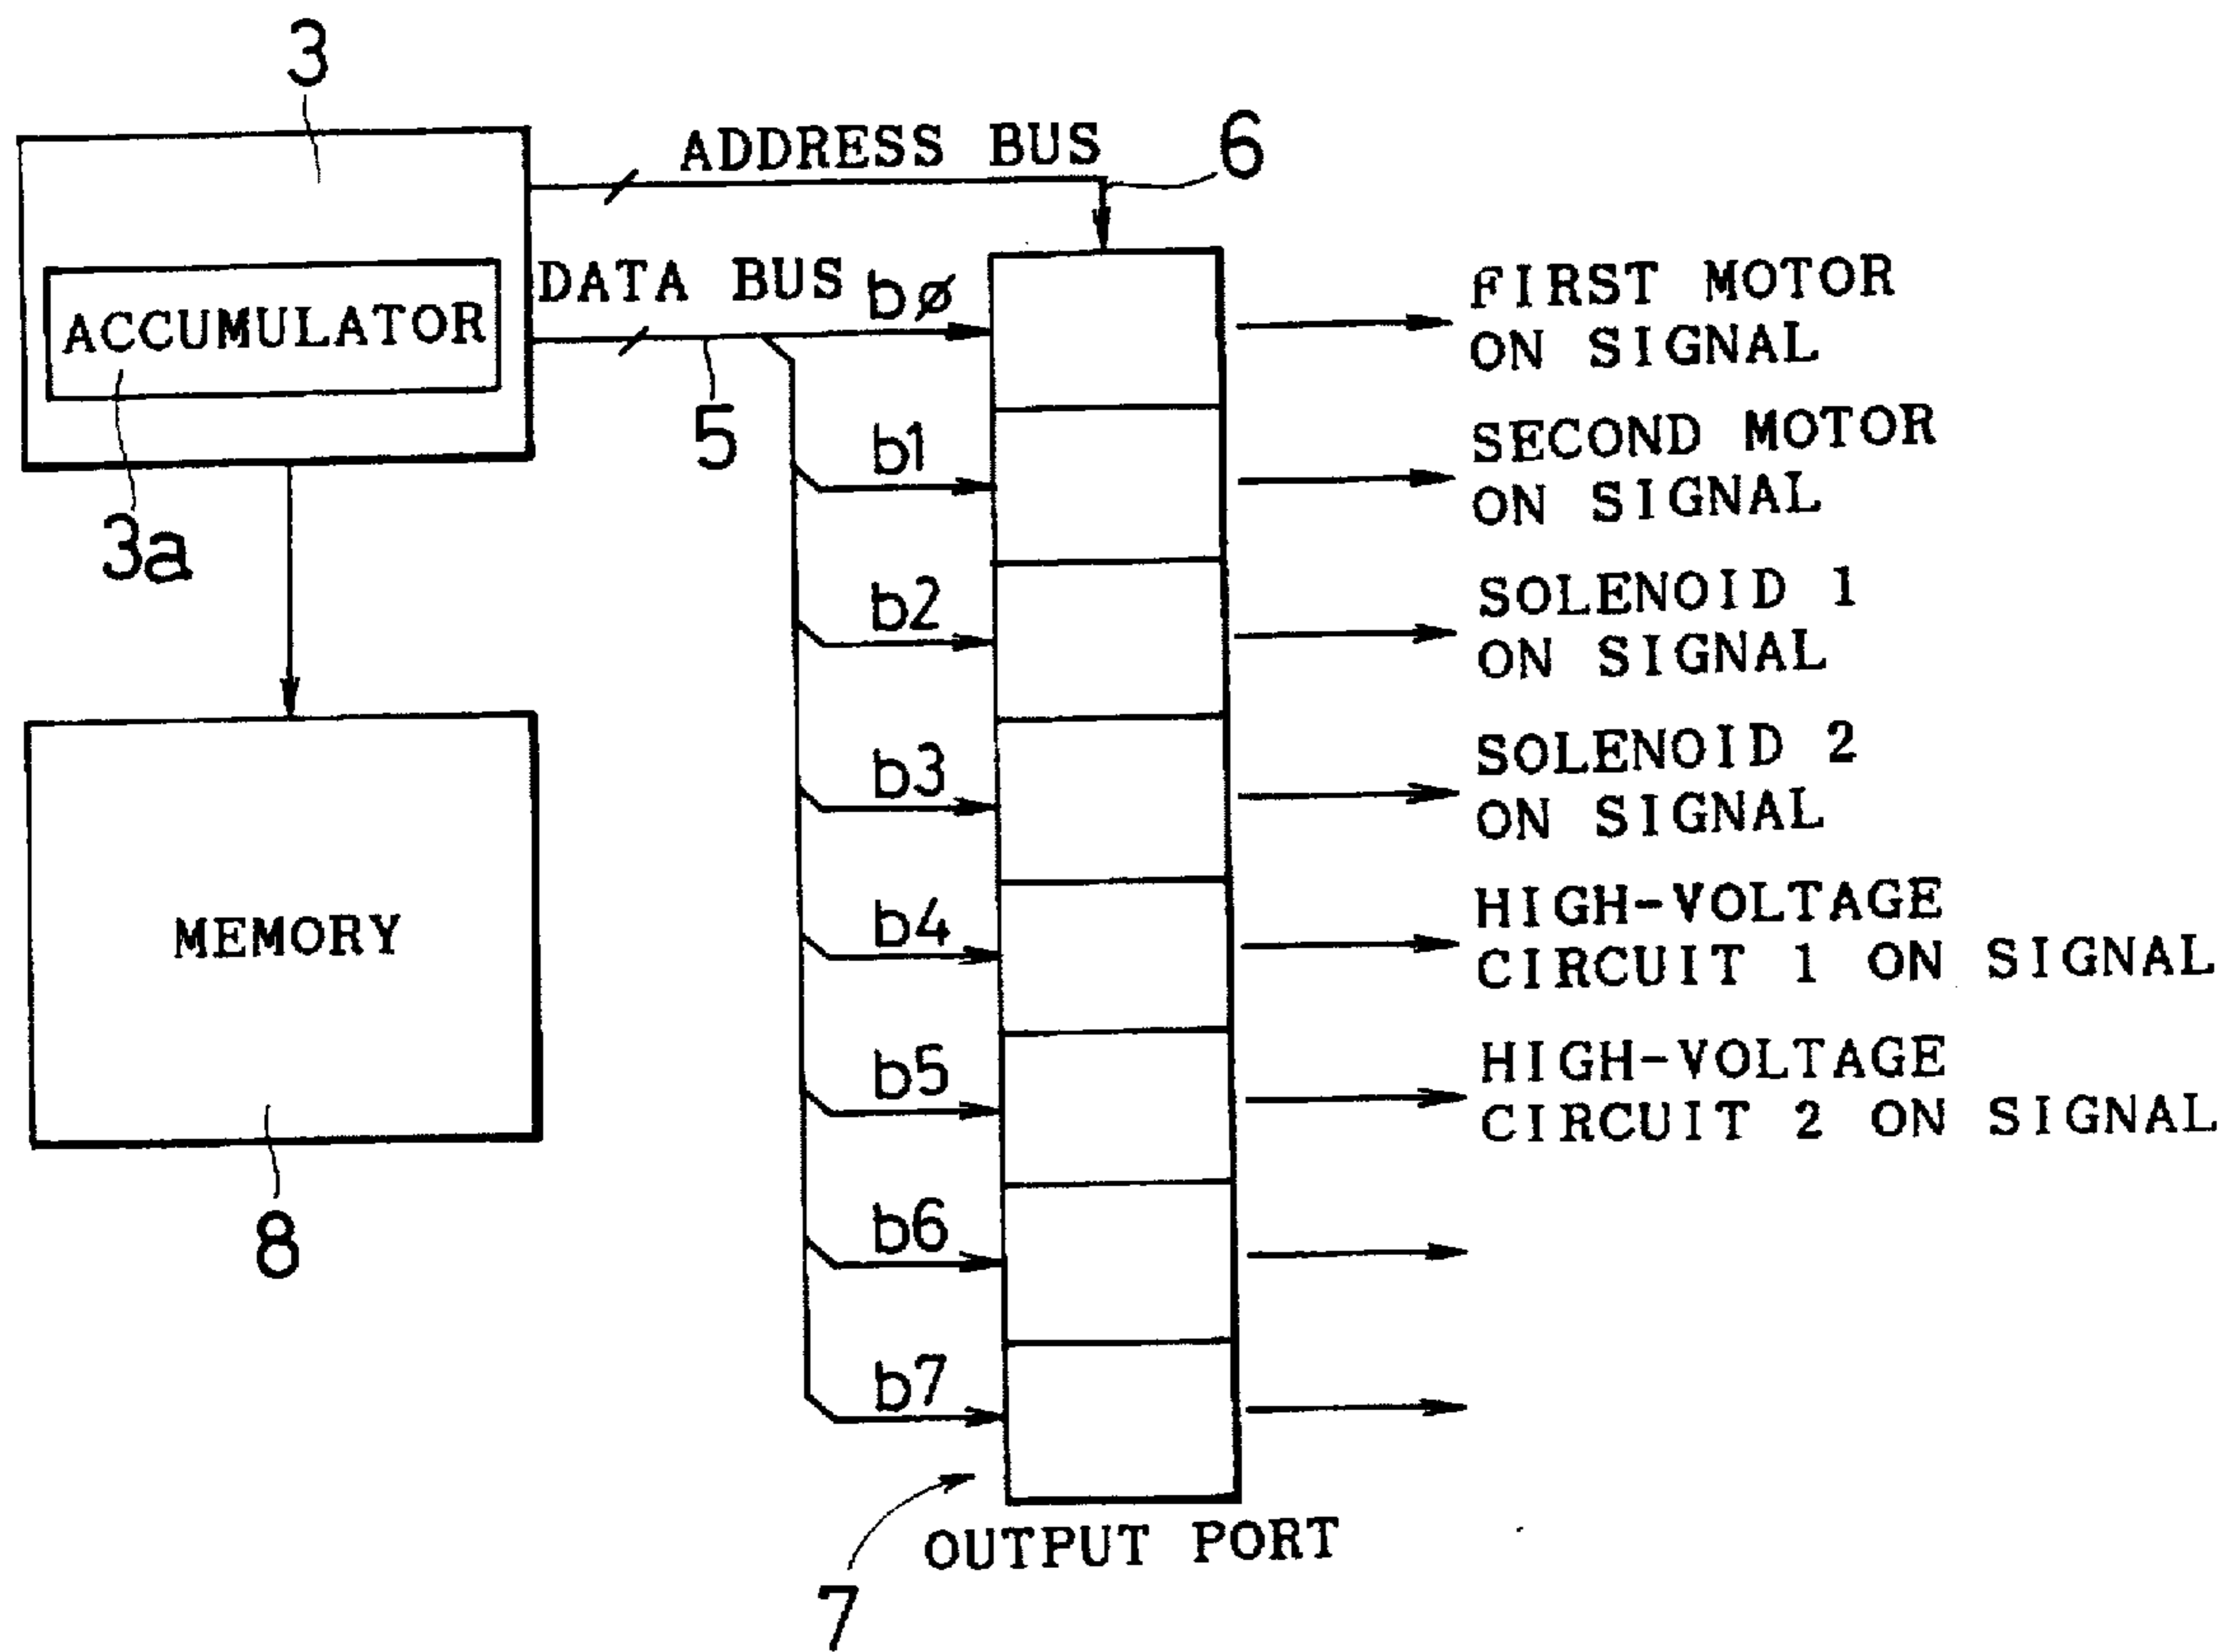 3
ADDRESS BUS
6
DATA BUS
bø
ACCUMULATOR
3a
5
FIRST MOTOR
ON SIGNAL
b1
SECOND MOTOR
ON SIGNAL
b2
SOLENOID 1
ON SIGNAL
b3
SOLENOID 2
ON SIGNAL
MEMORY
8
b4
HIGH-VOLTAGE
CIRCUIT 1 ON SIGNAL
b5
HIGH-VOLTAGE
CIRCUIT 2 ON SIGNAL
b6
b7
OUTPUT PORT
7